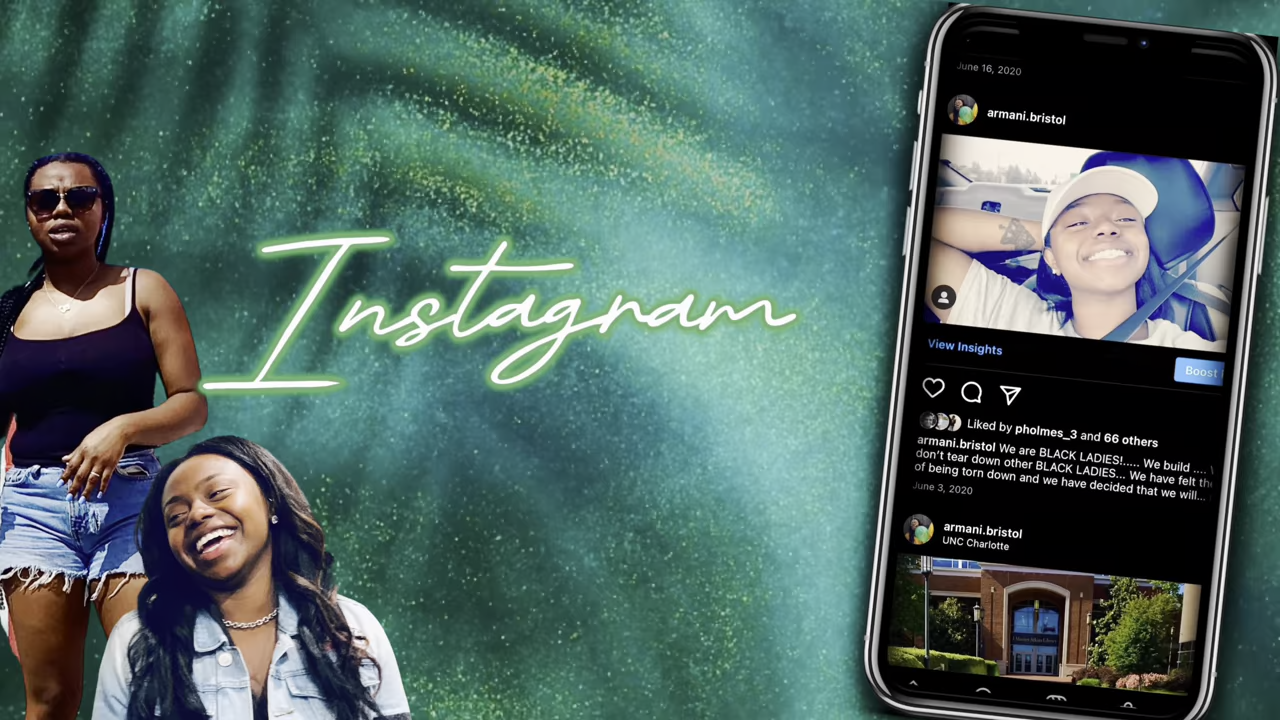 Instagram
June 16, 2020
armani.bristol
View Insights
Boost
Liked by pholmes_3 and 66 others
armani.bristol We are BLACK LADIES!..... We build ....
don't tear down other BLACK LADIES... We have felt the
of being torn down and we have decided that we will...
June 3, 2020
armani.bristol
UNC Charlotte